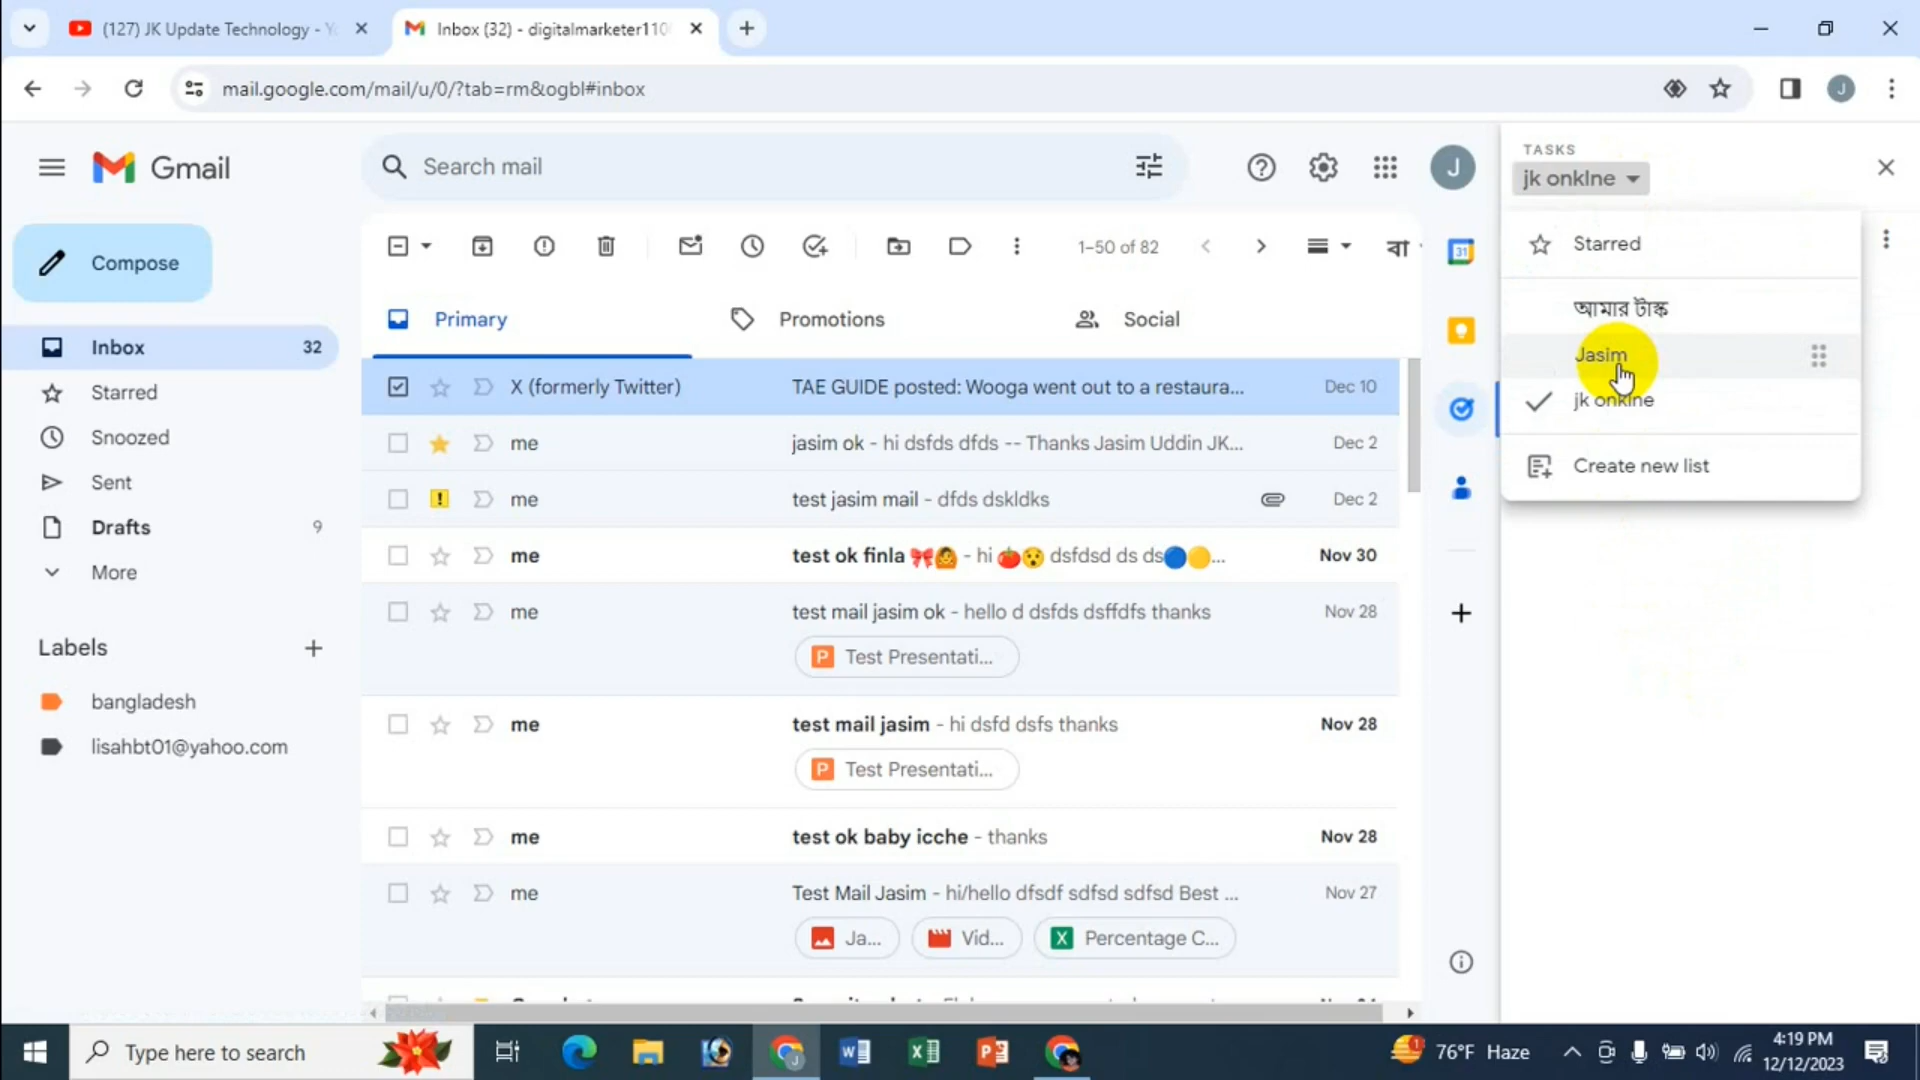 (127) JK Update Technology - Y
Inbox (32) - digitalmarketer110
mail.google.com/mail/u/0/?tab=rm&ogbl#inbox
J
Gmail
Search mail
J
TASKS
jk onklne
Compose
1–50 of 82
বা
31
Starred
আমার টাস্ক
Jasim
jk onklne
Create new list
Primary
Promotions
Social
Inbox 32
Starred
Snoozed
Sent
Drafts 9
More
Labels
bangladesh
lisahbt01@yahoo.com
X (formerly Twitter) TAE GUIDE posted: Wooga went out to a restaura... Dec 10
me jasim ok - hi dsfds dfds -- Thanks Jasim Uddin JK... Dec 2
me test jasim mail - dfds dskldks Dec 2
me test ok finla 🎀🙆 - hi 🍅😯 dsfdsd ds ds🔵🟡... Nov 30
me test mail jasim ok - hello d dsfds dsffdfs thanks Nov 28
P Test Presentati...
me test mail jasim - hi dsfd dsfs thanks Nov 28
P Test Presentati...
me test ok baby icche - thanks Nov 28
me Test Mail Jasim - hi/hello dfsdf sdfsd sdfsd Best ... Nov 27
Ja... Vid... X Percentage C...
Type here to search
76°F Haze
4:19 PM
12/12/2023